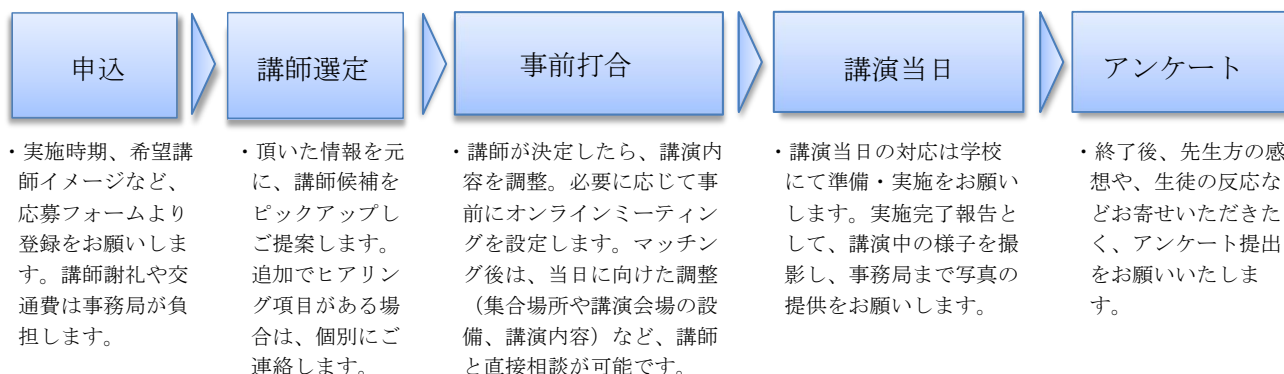 申込
講師選定
事前打合
講演当日
アンケート
・実施時期、希望講
師イメージなど、
応募フォームより
登録をお願いしま
す。講師謝礼や交
通費は事務局が負
担します。
・頂いた情報を元
に、講師候補を
ピックアップし
ご提案します。
追加でヒアリン
グ項目がある場
合は、個別にご
連絡します。
・講師が決定したら、講演内
容を調整。必要に応じて事
前にオンラインミーティン
グを設定します。マッチン
グ後は、当日に向けた調整
（集合場所や講演会場の設
備、講演内容）など、講師
と直接相談が可能です。
・講演当日の対応は学校
にて準備・実施をお願い
します。実施完了報告と
して、講演中の様子を撮
影し、事務局まで写真の
提供をお願いします。
・終了後、先生方の感
想や、生徒の反応な
どお寄せいただきた
く、アンケート提出
をお願いいたしま
す。